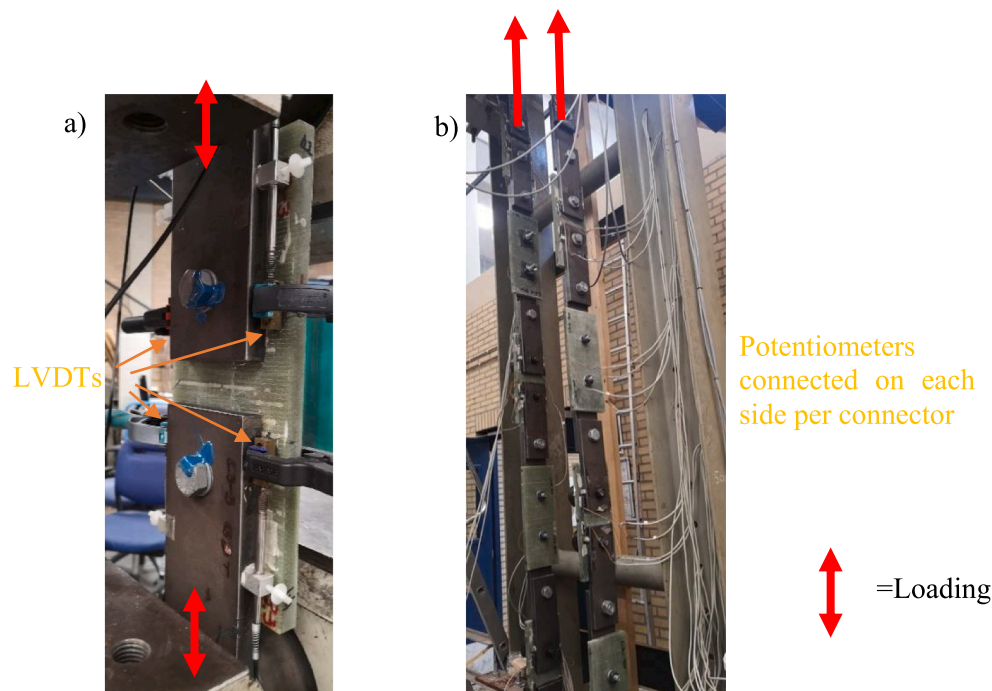 a)
b)
LVDTs
Potentiometers
connected on each
side per connector
=Loading